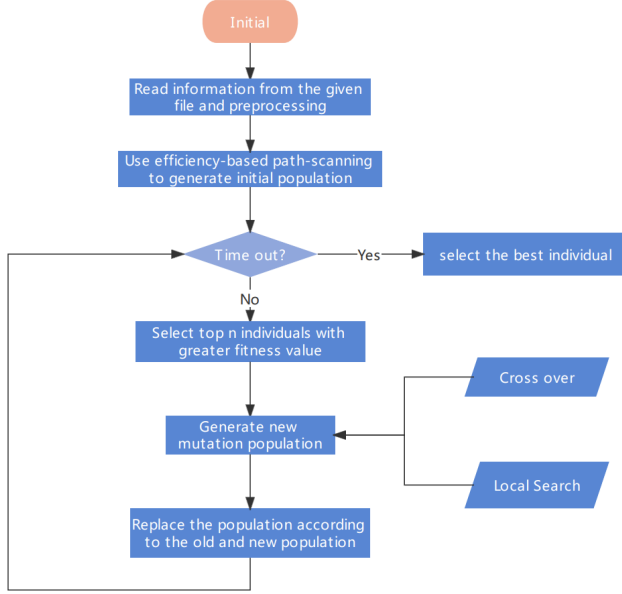 Initial
Read information from the given
file and preprocessing
Use efficiency-based path-scanning
to generate initial population
Time out?
Yes
select the best individual
No
Select top n individuals with
greater fitness value
Cross over
Generate new
mutation population
Local Search
Replace the population according
to the old and new population